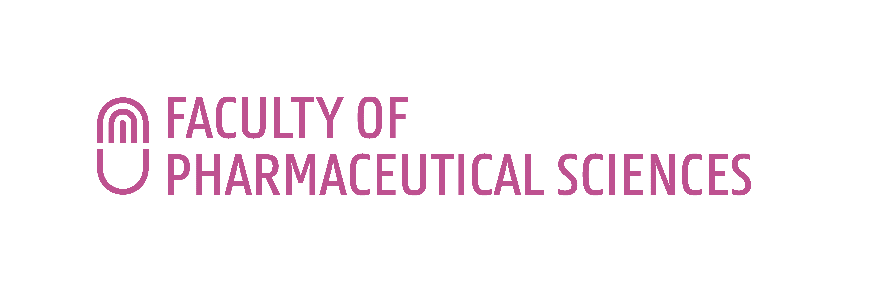 FACULTY OF
PHARMACEUTICAL SCIENCES